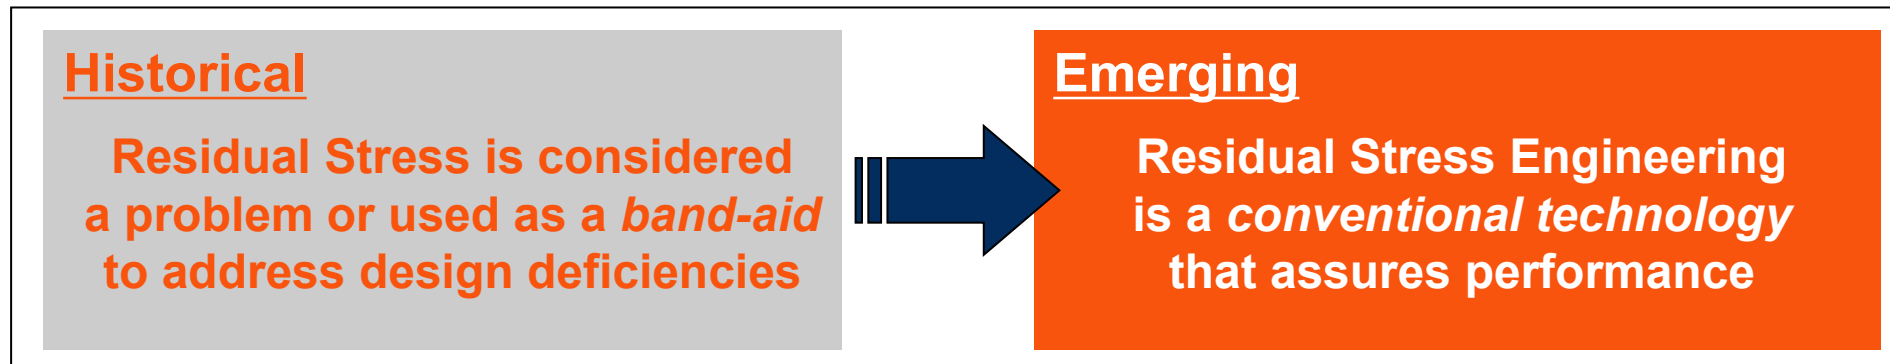 Historical
Residual Stress is considered
a problem or used as a band-aid
to address design deficiencies
Emerging
Residual Stress Engineering
is a conventional technology
that assures performance